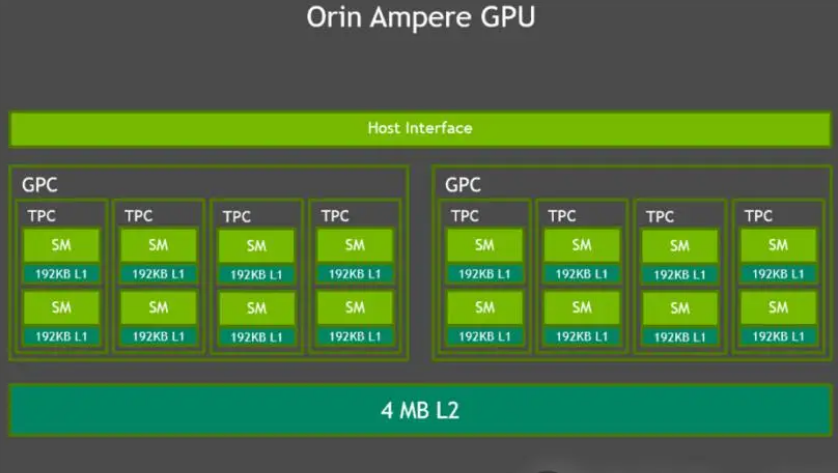 Orin Ampere GPU
Host Interface
GPC
TPC TPC TPC TPC
SM SM SM SM
192KB L1 192KB L1 192KB L1 192KB L1
SM SM SM SM
192KB L1 192KB L1 192KB L1 192KB L1
GPC
TPC TPC TPC TPC
SM SM SM SM
192KB L1 192KB L1 192KB L1 192KB L1
SM SM SM SM
192KB L1 192KB L1 192KB L1 192KB L1
4 MB L2